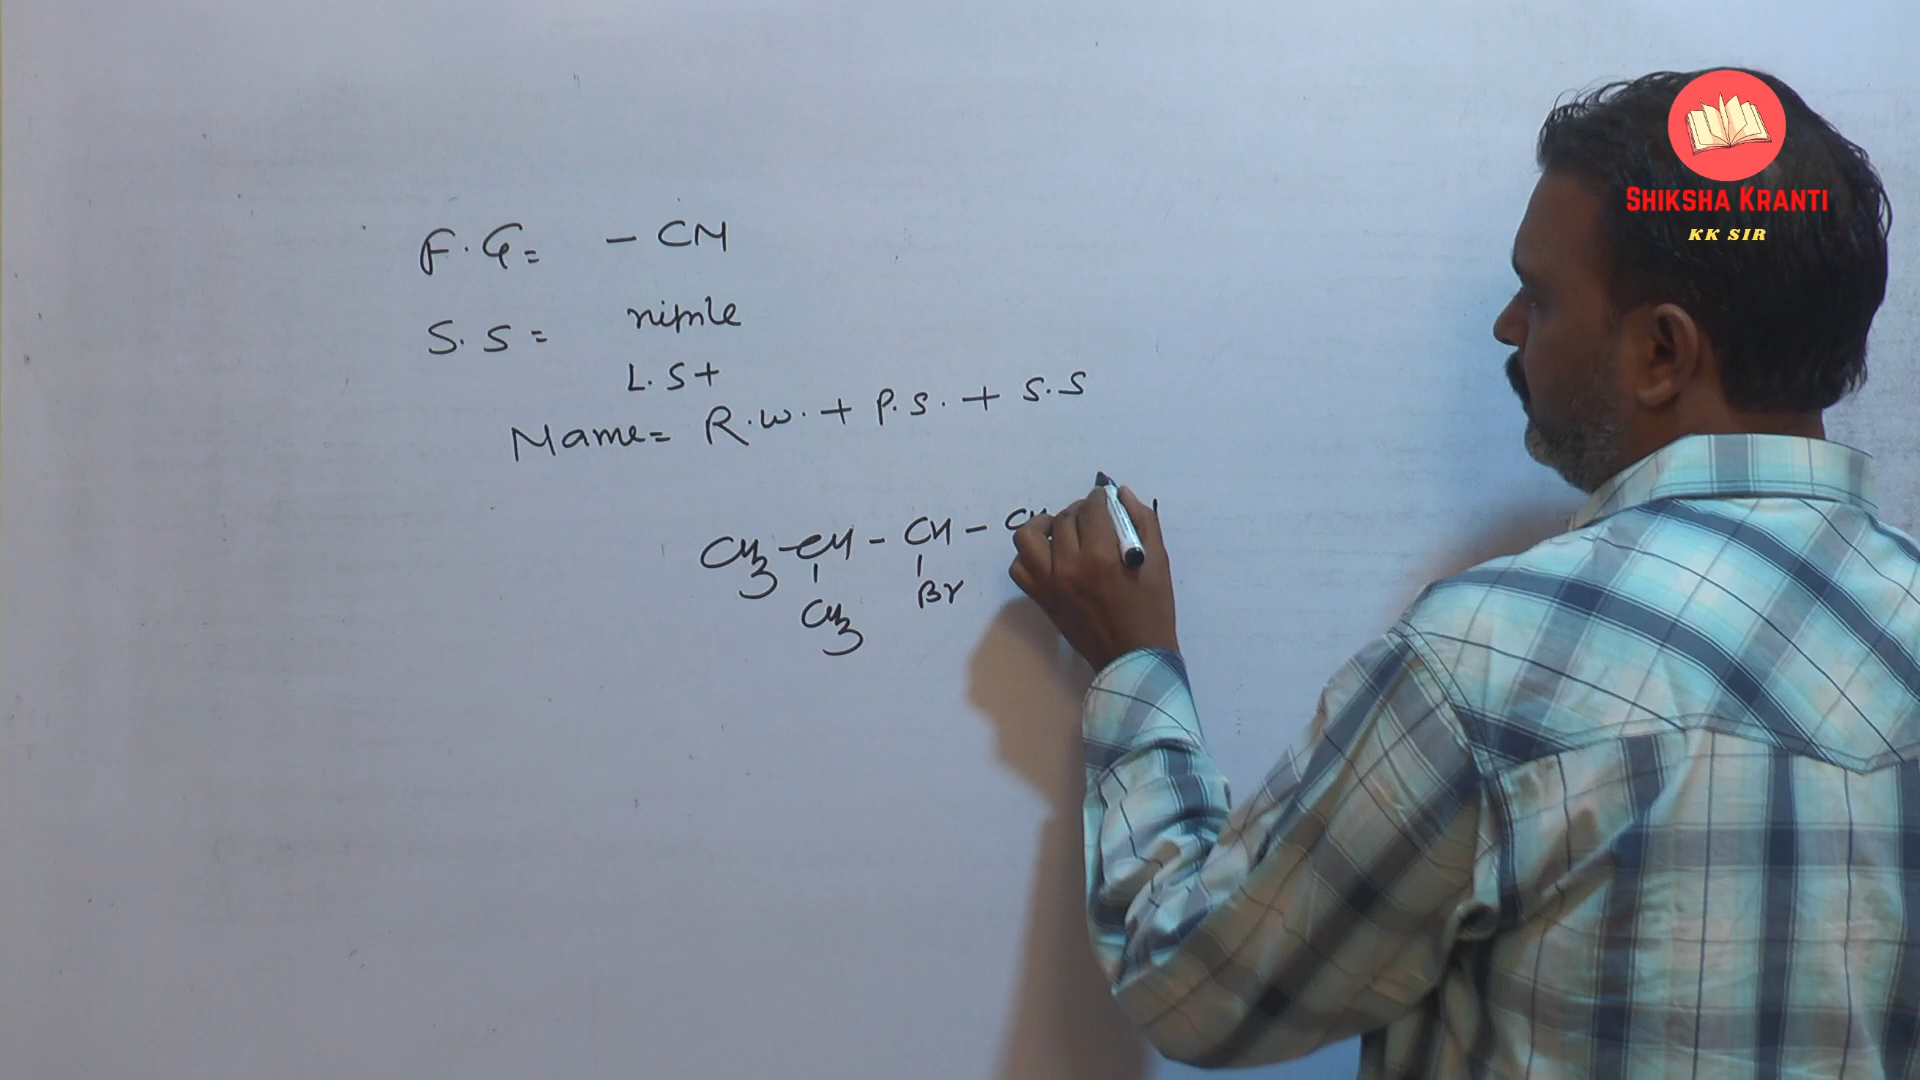 SHIKSHA KRANTI
KK SIR
F.G= - CN
S.S= nitrile
L.S+
Name= R.W. + P.S. + S.S
CH3-CH-CH-
CH3 Br